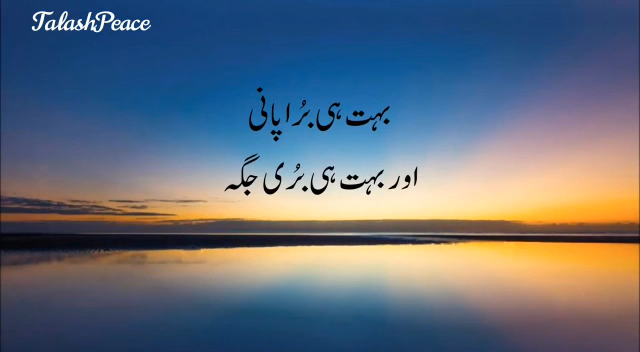 TalashPeace
بہت ہی بُرا پانی
اور بہت ہی بُری جگہ